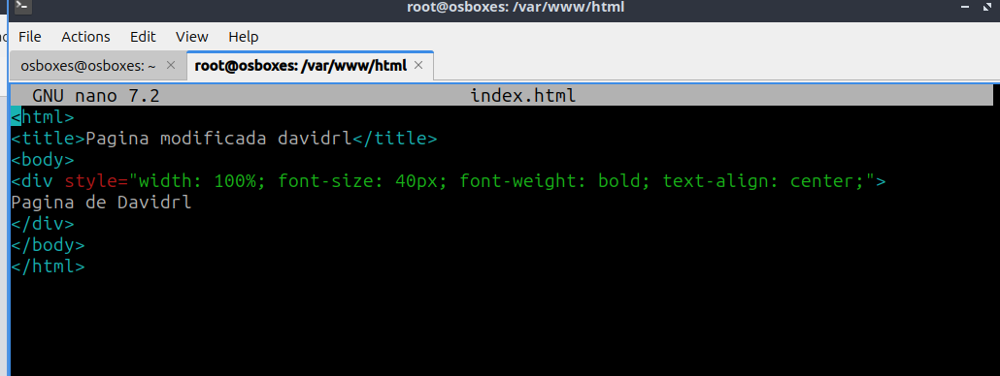 root@osboxes: /var/www/html
File Actions Edit View Help
osboxes@osboxes: ~ × root@osboxes: /var/www/html ×
GNU nano 7.2 index.html
<html>
<title>Pagina modificada davidrl</title>
<body>
<div style="width: 100%; font-size: 40px; font-weight: bold; text-align: center;">
Pagina de Davidrl
</div>
</body>
</html>